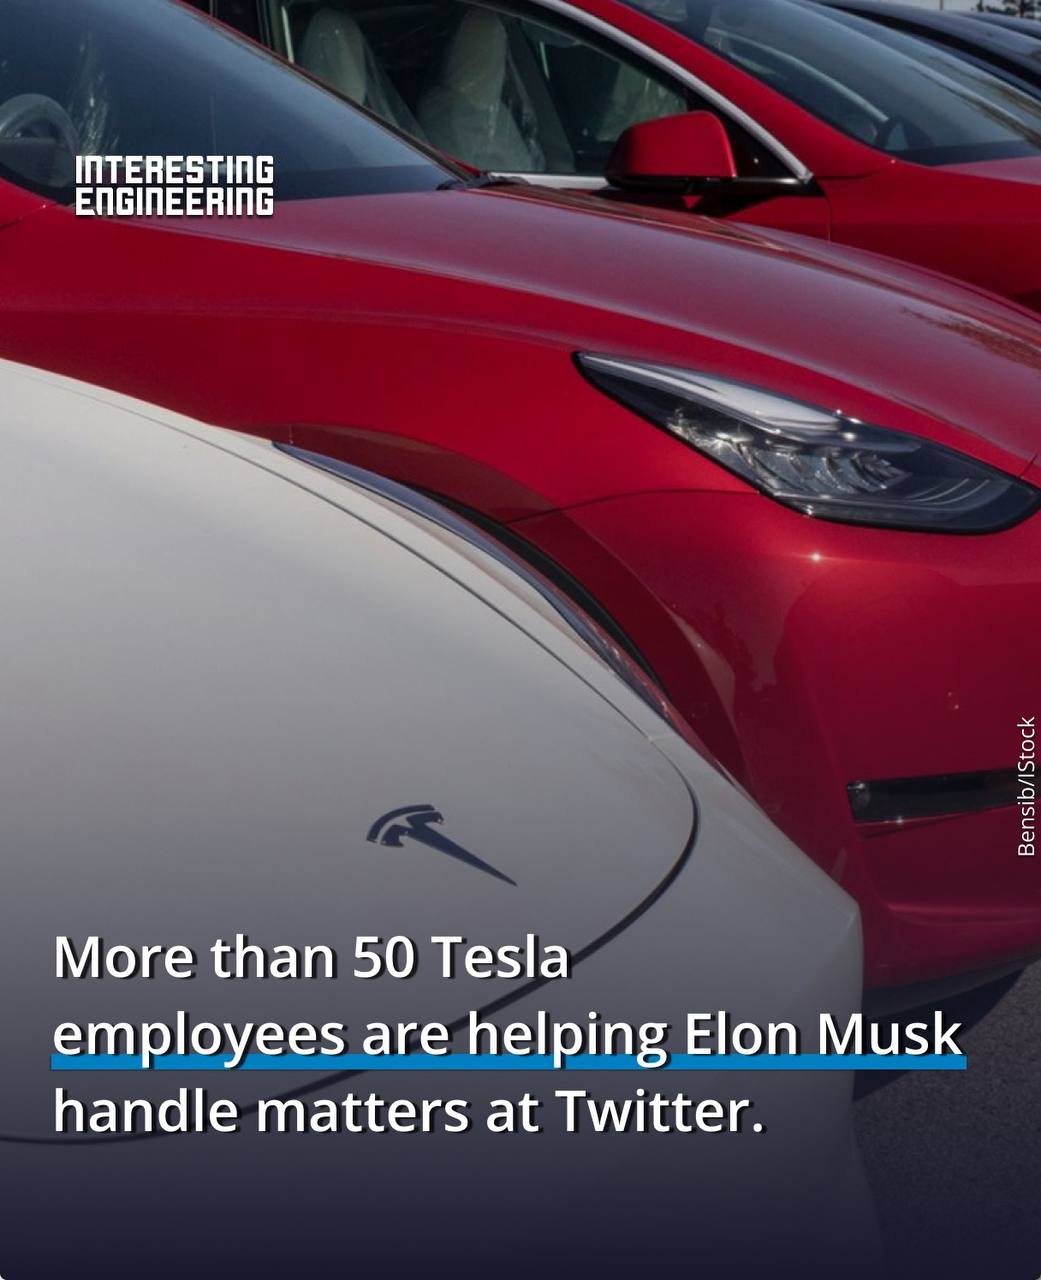 INTERESTING
ENGINEERING
Bensib/IStock
More than 50 Tesla
employees are helping Elon Musk
handle matters at Twitter.